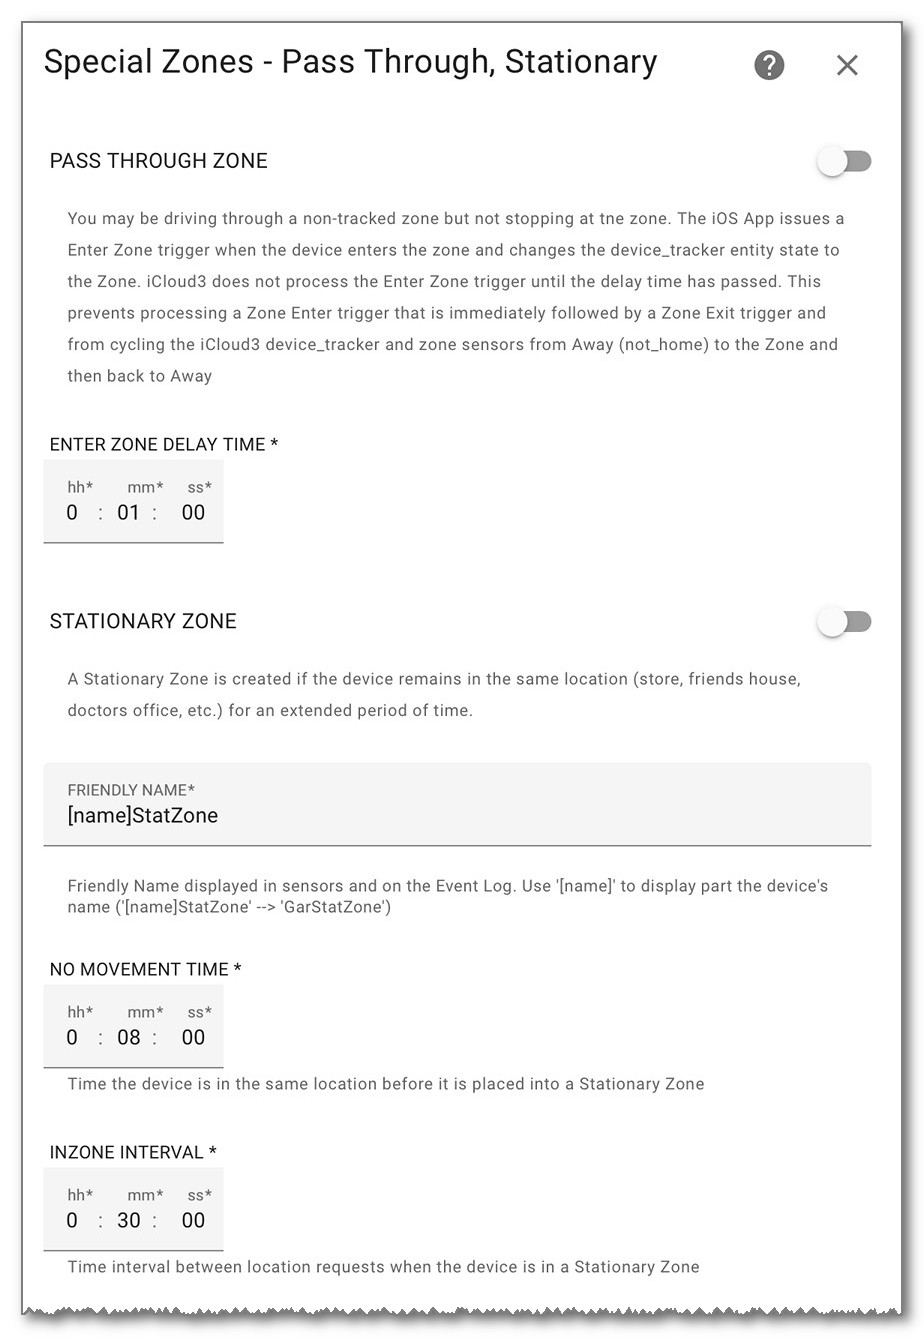 Special Zones - Pass Through, Stationary
PASS THROUGH ZONE
You may be driving through a non-tracked zone but not stopping at tne zone. The iOS App issues a
Enter Zone trigger when the device enters the zone and changes the device_tracker entity state to
the Zone. iCloud3 does not process the Enter Zone trigger until the delay time has passed. This
prevents processing a Zone Enter trigger that is immediately followed by a Zone Exit trigger and
from cycling the iCloud3 device_tracker and zone sensors from Away (not_home) to the Zone and
then back to Away
ENTER ZONE DELAY TIME *
hh* mm* ss*
0 : 01 : 00
STATIONARY ZONE
A Stationary Zone is created if the device remains in the same location (store, friends house,
doctors office, etc.) for an extended period of time.
FRIENDLY NAME*
[name]StatZone
Friendly Name displayed in sensors and on the Event Log. Use '[name]' to display part the device's
name ('[name]StatZone' --> 'GarStatZone')
NO MOVEMENT TIME *
hh* mm* ss*
0 : 08 : 00
Time the device is in the same location before it is placed into a Stationary Zone
INZONE INTERVAL *
hh* mm* ss*
0 : 30 : 00
Time interval between location requests when the device is in a Stationary Zone